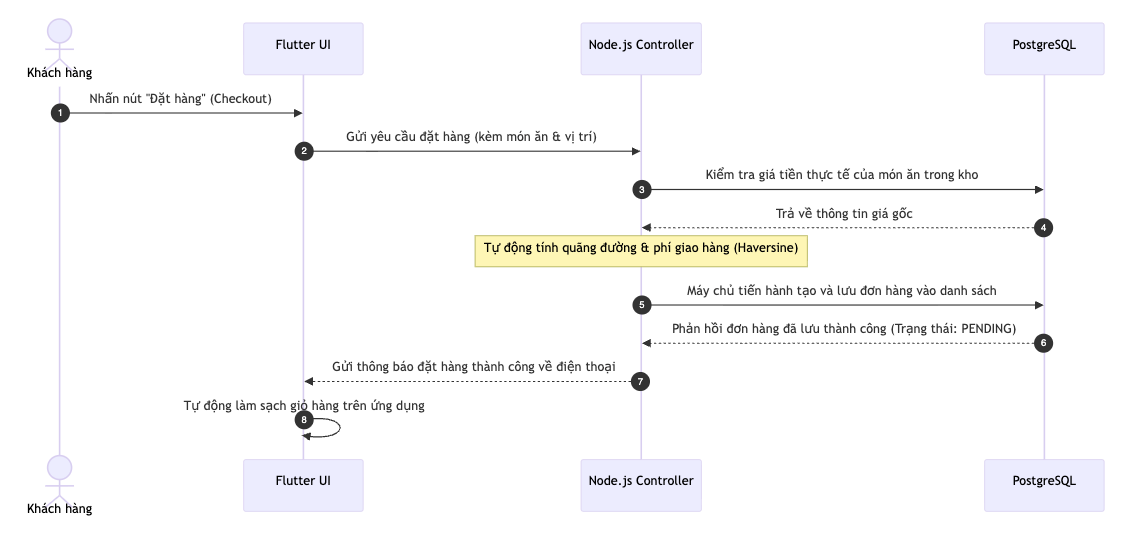 Khách hàng
Flutter UI
Node.js Controller
PostgreSQL
Nhấn nút "Đặt hàng" (Checkout)
1
Gửi yêu cầu đặt hàng (kèm món ăn & vị trí)
2
Kiểm tra giá tiền thực tế của món ăn trong kho
3
Trả về thông tin giá gốc
4
Tự động tính quãng đường & phí giao hàng (Haversine)
Máy chủ tiến hành tạo và lưu đơn hàng vào danh sách
5
Phản hồi đơn hàng đã lưu thành công (Trạng thái: PENDING)
6
Gửi thông báo đặt hàng thành công về điện thoại
7
Tự động làm sạch giỏ hàng trên ứng dụng
8
Khách hàng
Flutter UI
Node.js Controller
PostgreSQL